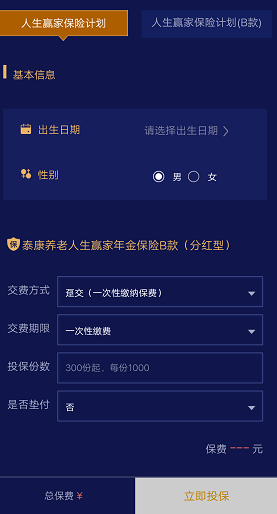 人生赢家保险计划
人生赢家保险计划(B款)
基本信息
出生日期 请选择出生日期
性别 男 女
泰康养老人生赢家年金保险B款（分红型）
交费方式 趸交（一次性缴纳保费）
交费期限 一次性缴费
投保份数 300份起，每份1000
是否垫付 否
保费 --- 元
总保费 ¥
立即投保